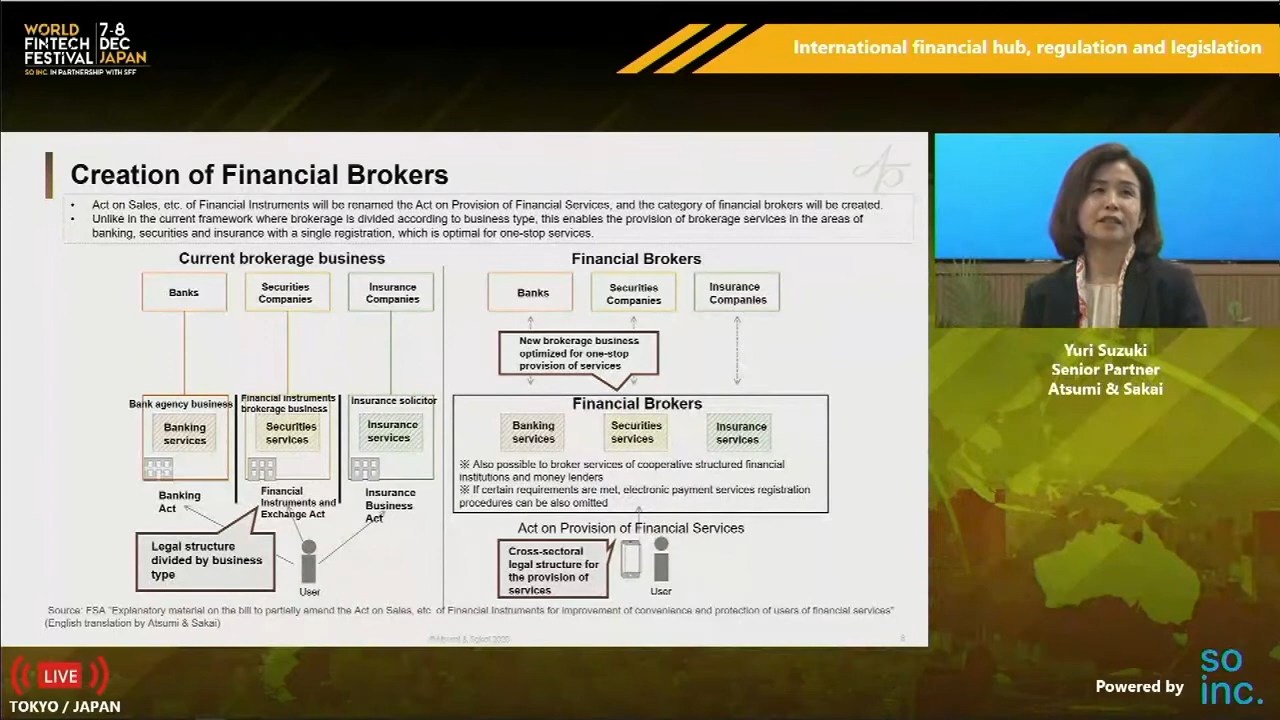 WORLD
FINTECH
FESTIVAL
7-8
DEC
JAPAN
SO INC. IN PARTNERSHIP WITH SFF
International financial hub, regulation and legislation
Creation of Financial Brokers
• Act on Sales, etc. of Financial Instruments will be renamed the Act on Provision of Financial Services, and the category of financial brokers will be created.
• Unlike in the current framework where brokerage is divided according to business type, this enables the provision of brokerage services in the areas of
banking, securities and insurance with a single registration, which is optimal for one-stop services.
Current brokerage business
Banks
Securities
Companies
Insurance
Companies
Bank agency business
Financial instruments
brokerage business
Insurance solicitor
Banking
services
Securities
services
Insurance
services
Banking
Act
Financial
Instruments and
Exchange Act
Insurance
Business
Act
Legal structure
divided by business
type
User
Financial Brokers
Banks
Securities
Companies
Insurance
Companies
New brokerage business
optimized for one-stop
provision of services
Financial Brokers
Banking
services
Securities
services
Insurance
services
※ Also possible to broker services of cooperative structured financial
institutions and money lenders
※ If certain requirements are met, electronic payment services registration
procedures can be also omitted
Act on Provision of Financial Services
Cross-sectoral
legal structure for
the provision of
services
User
Source: FSA "Explanatory material on the bill to partially amend the Act on Sales, etc. of Financial Instruments for improvement of convenience and protection of users of financial services"
(English translation by Atsumi & Sakai)
©Atsumi & Sakai 2020
8
Yuri Suzuki
Senior Partner
Atsumi & Sakai
LIVE
TOKYO / JAPAN
Powered by
so
inc.